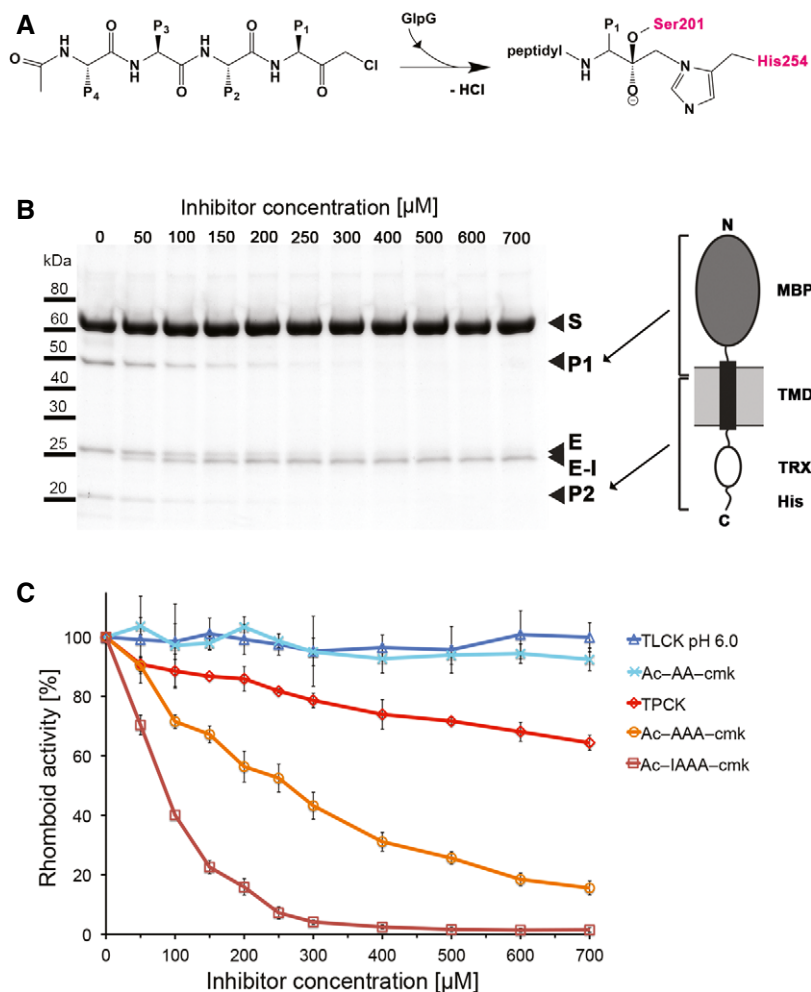 A
O
HN
P4
O
N
H
P3
O
HN
P2
O
N
H
P1
O
Cl
GlpG
- HCl
peptidyl
N
H
P1
O
Ser201
O
⊖
N
N
His254
B
Inhibitor concentration [µM]
0 50 100 150 200 250 300 400 500 600 700
kDa
80
60
50
40
30
25
20
S
P1
E
E-I
P2
N
MBP
TMD
TRX
His
C
C
Rhomboid activity [%]
100
80
60
40
20
0
0 100 200 300 400 500 600 700
Inhibitor concentration [µM]
TLCK pH 6.0
Ac–AA–cmk
TPCK
Ac–AAA–cmk
Ac–IAAA–cmk